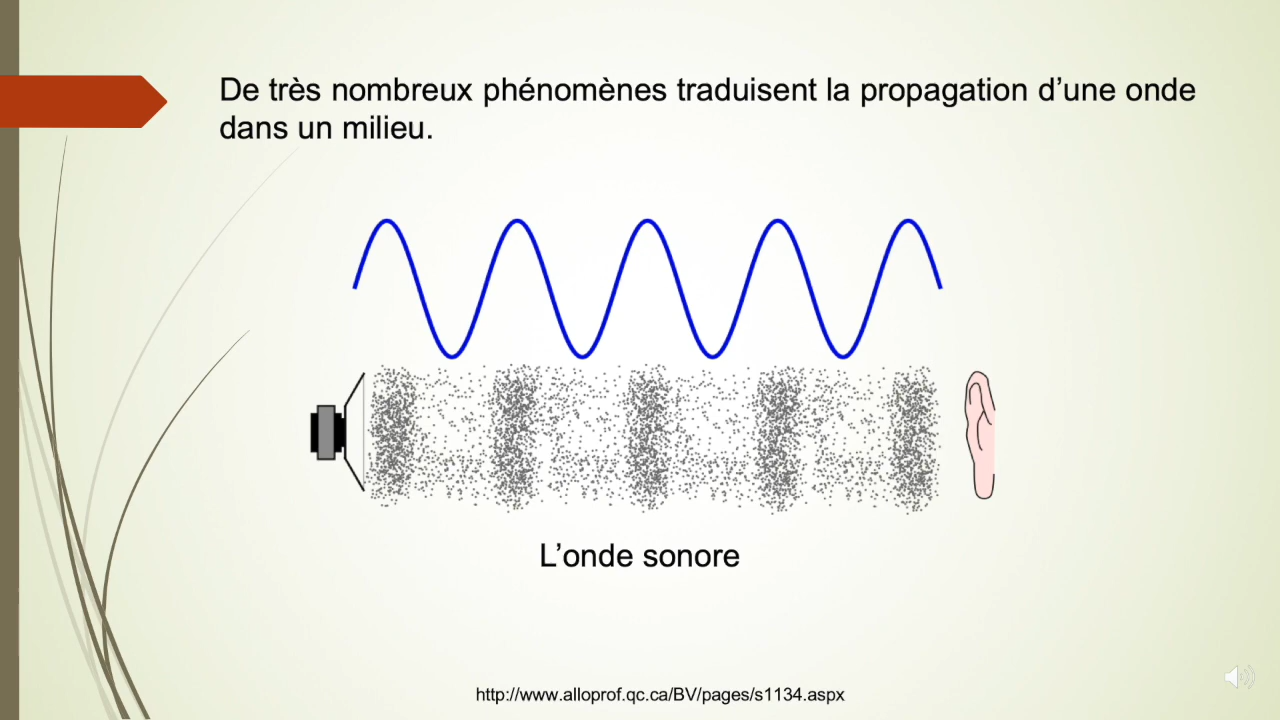 De très nombreux phénomènes traduisent la propagation d’une onde
dans un milieu.
L’onde sonore
http://www.alloprof.qc.ca/BV/pages/s1134.aspx